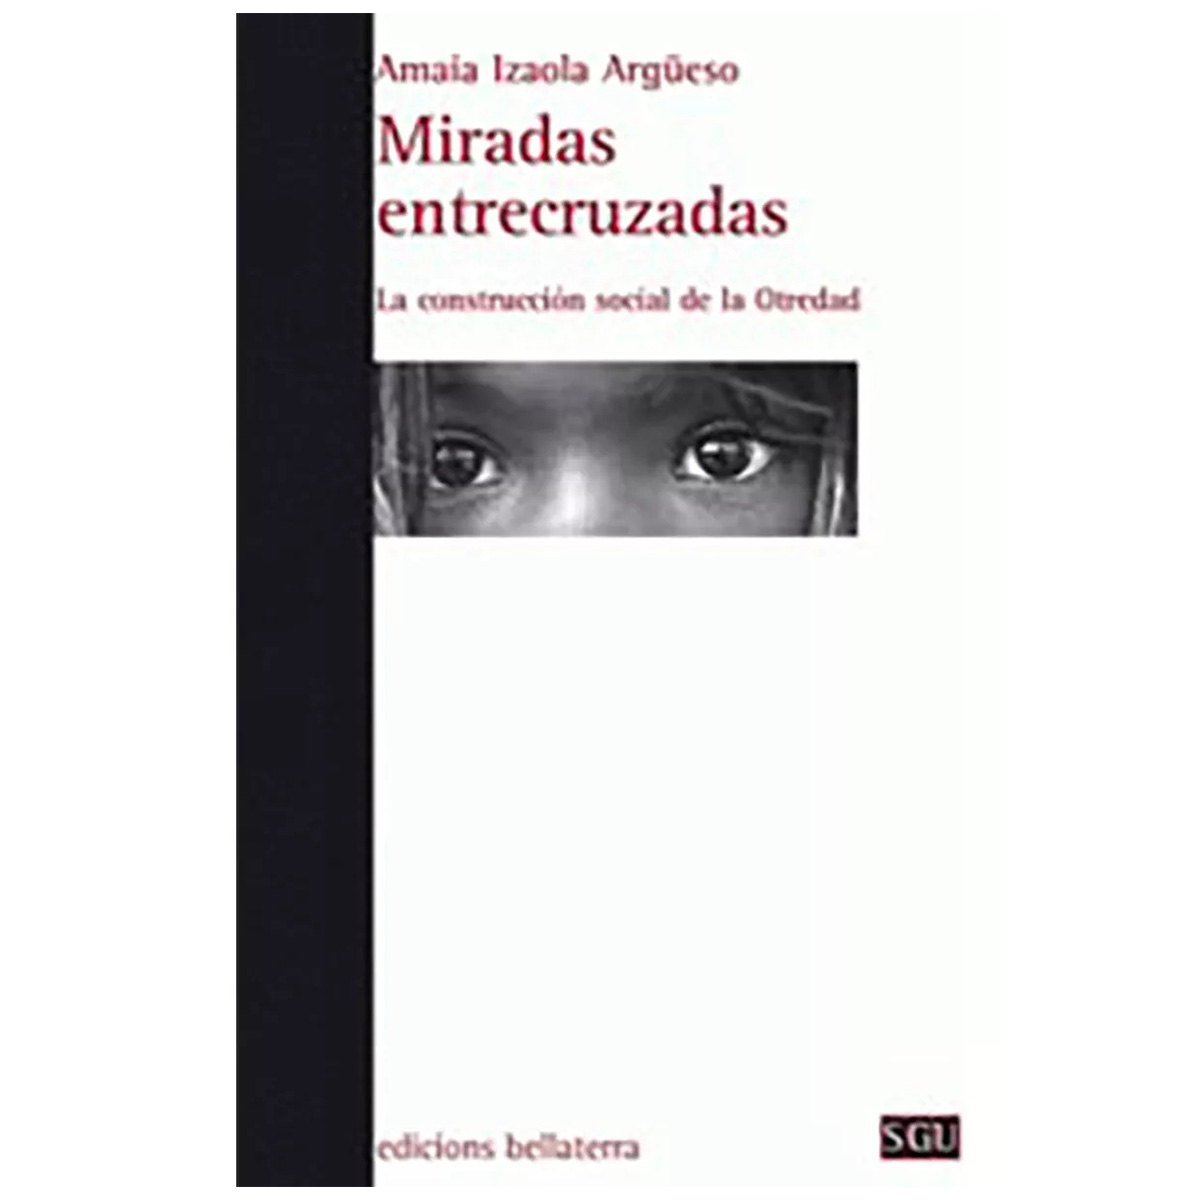 Amaia Izaola Argüeso
Miradas
entrecruzadas
La construcción social de la Otredad
edicions bellaterra
SGU